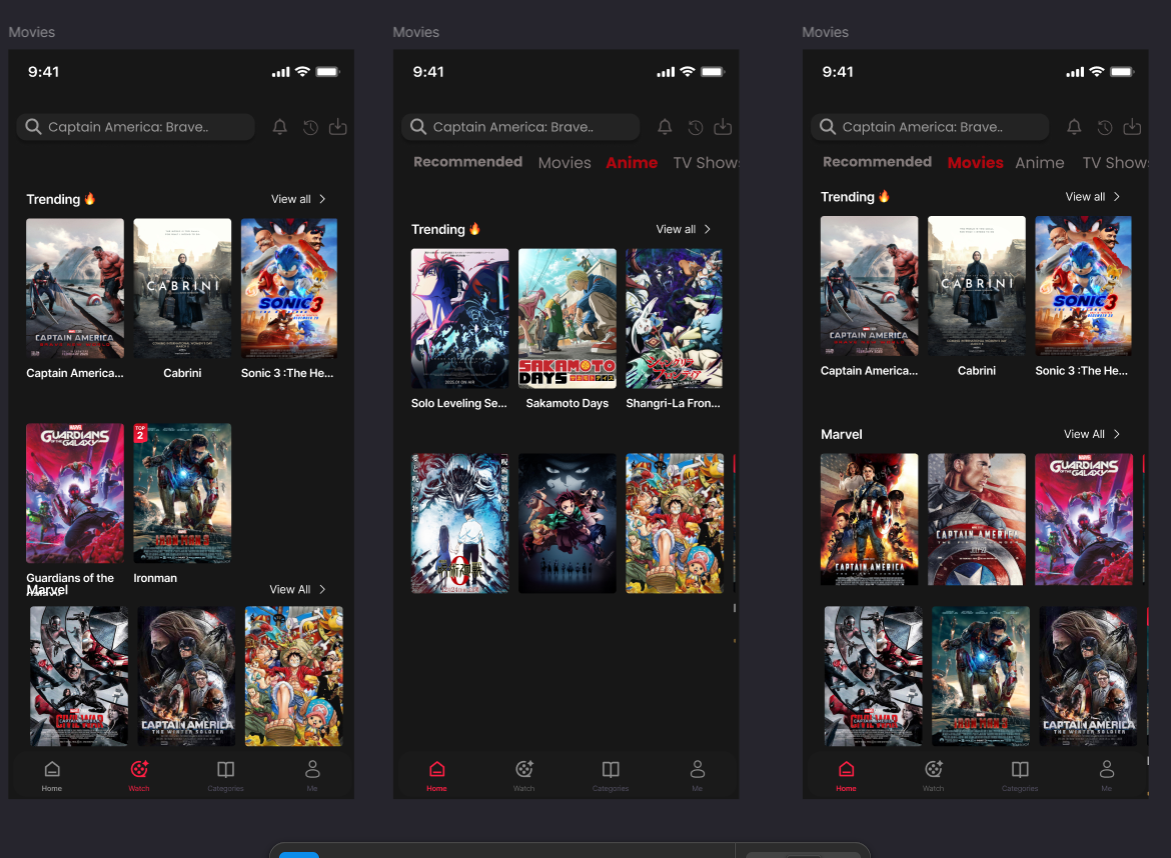 Movies
9:41
Captain America: Brave..
Trending 🔥
View all
CAPTAIN AMERICA
CABRINI
SONIC 3
Captain America...
Cabrini
Sonic 3 :The He...
MARVEL
GUARDIANS
OF THE
GALAXY
TOP
2
IRON MAN 3
Guardians of the
Ironman
Marvel
View All
CIVIL WAR
CAPTAIN AMERICA
THE WINTER SOLDIER
Home
Watch
Categories
Me
Movies
9:41
Captain America: Brave..
Recommended
Movies
Anime
TV Show
Trending 🔥
View all
SAKAMOTO
DAYS
Solo Leveling Se...
Sakamoto Days
Shangri-La Fron...
0
Home
Watch
Categories
Me
Movies
9:41
Captain America: Brave..
Recommended
Movies
Anime
TV Show
Trending 🔥
View all
CAPTAIN AMERICA
CABRINI
SONIC 3
Captain America...
Cabrini
Sonic 3 :The He...
Marvel
View All
CAPTAIN AMERICA
CAPTAIN AMERICA
MARVEL
GUARDIANS
OF THE
GALAXY
CIVIL WAR
IRON MAN 3
CAPTAIN AMERICA
THE WINTER SOLDIER
Home
Watch
Categories
Me